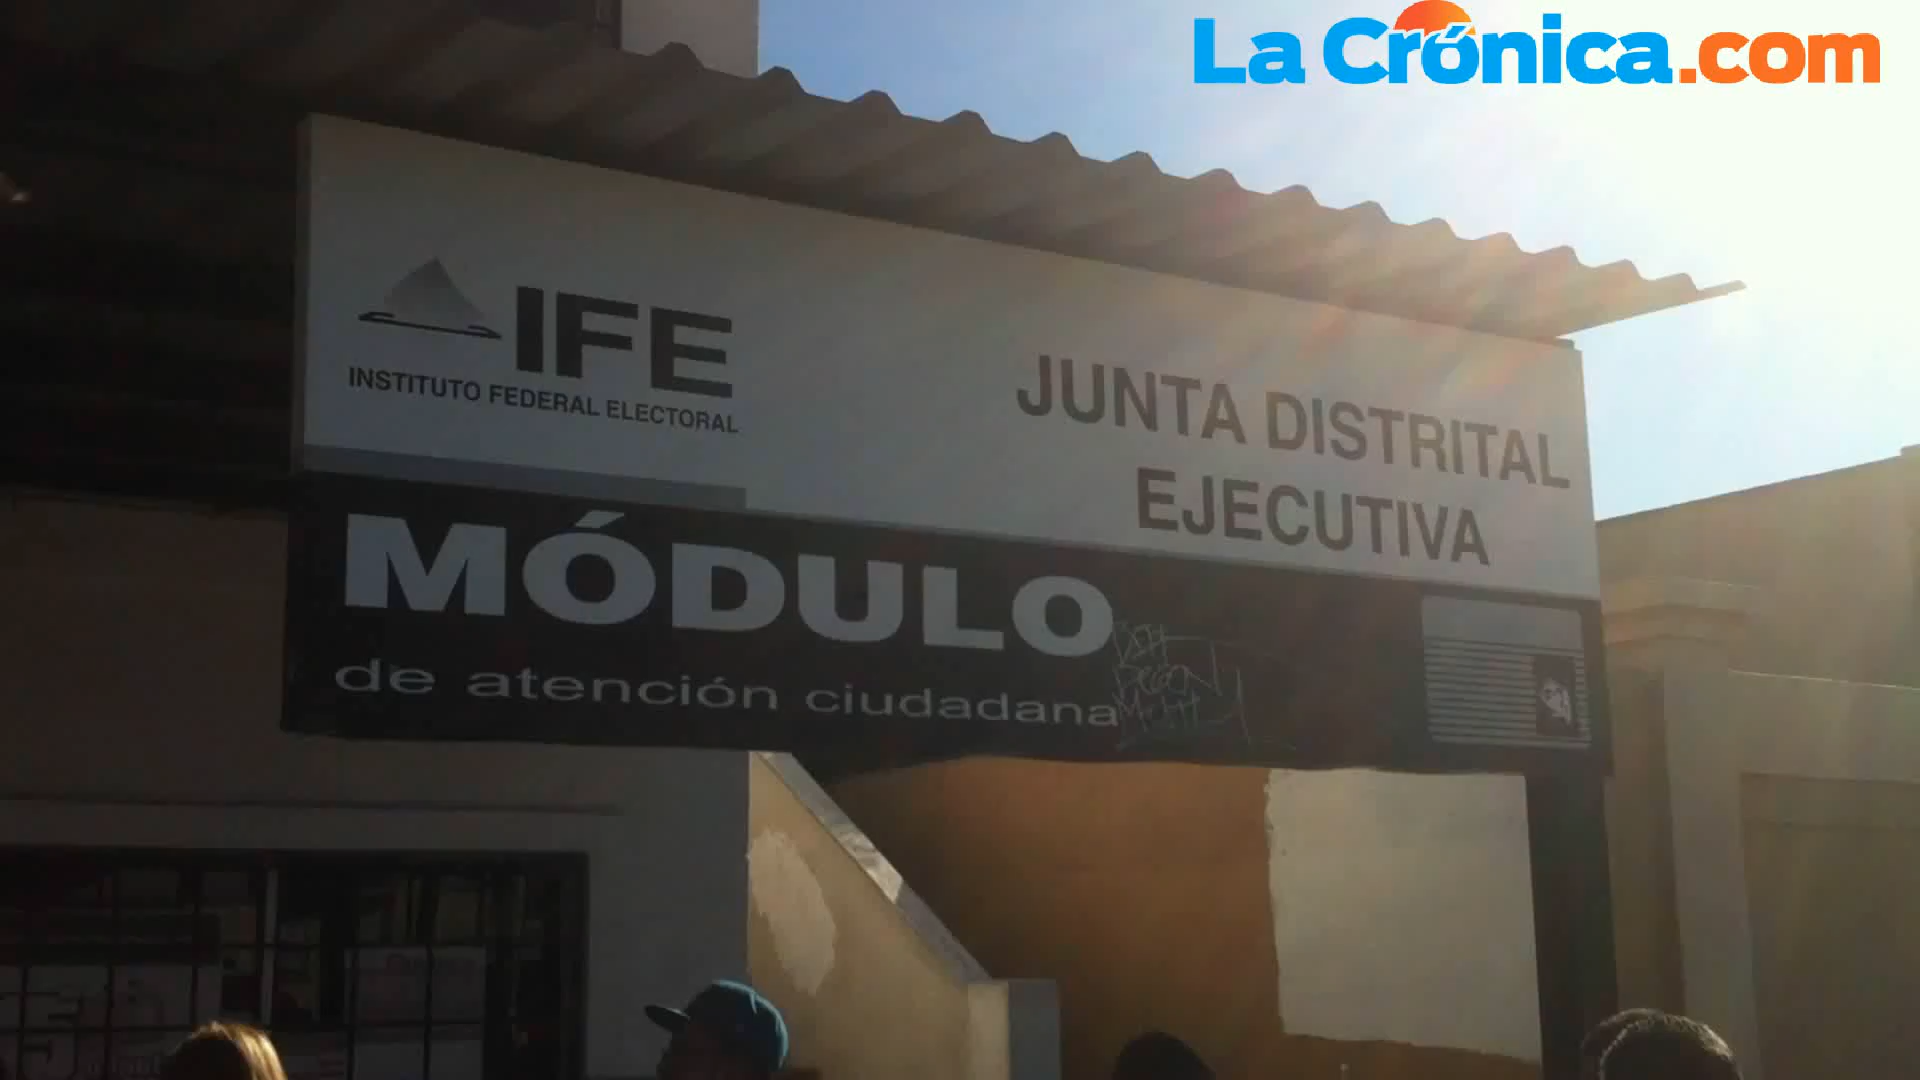 La Crónica.com
IFE
INSTITUTO FEDERAL ELECTORAL
JUNTA DISTRITAL
EJECUTIVA
MÓDULO
de atención ciudadana